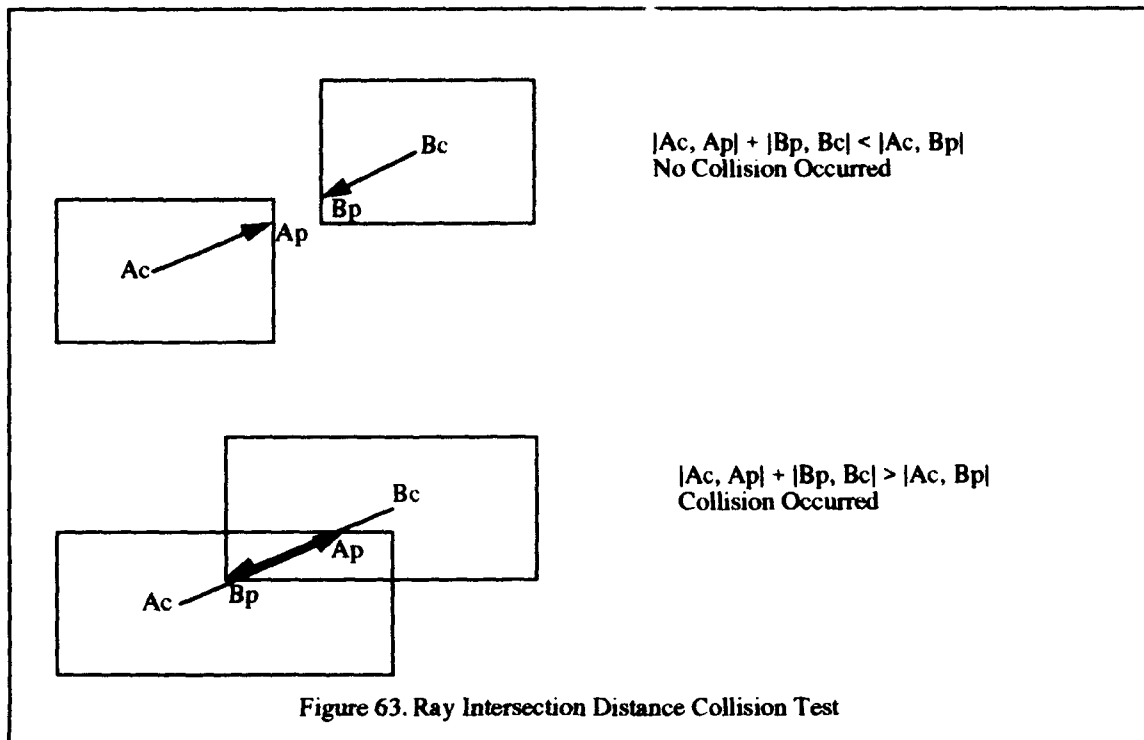 Bc
|Ac, Ap| + |Bp, Bc| < |Ac, Bp|
No Collision Occurred
Bp
Ap
Ac
|Ac, Ap| + |Bp, Bc| > |Ac, Bp|
Collision Occurred
Bc
Ap
Ac
Bp
Figure 63. Ray Intersection Distance Collision Test